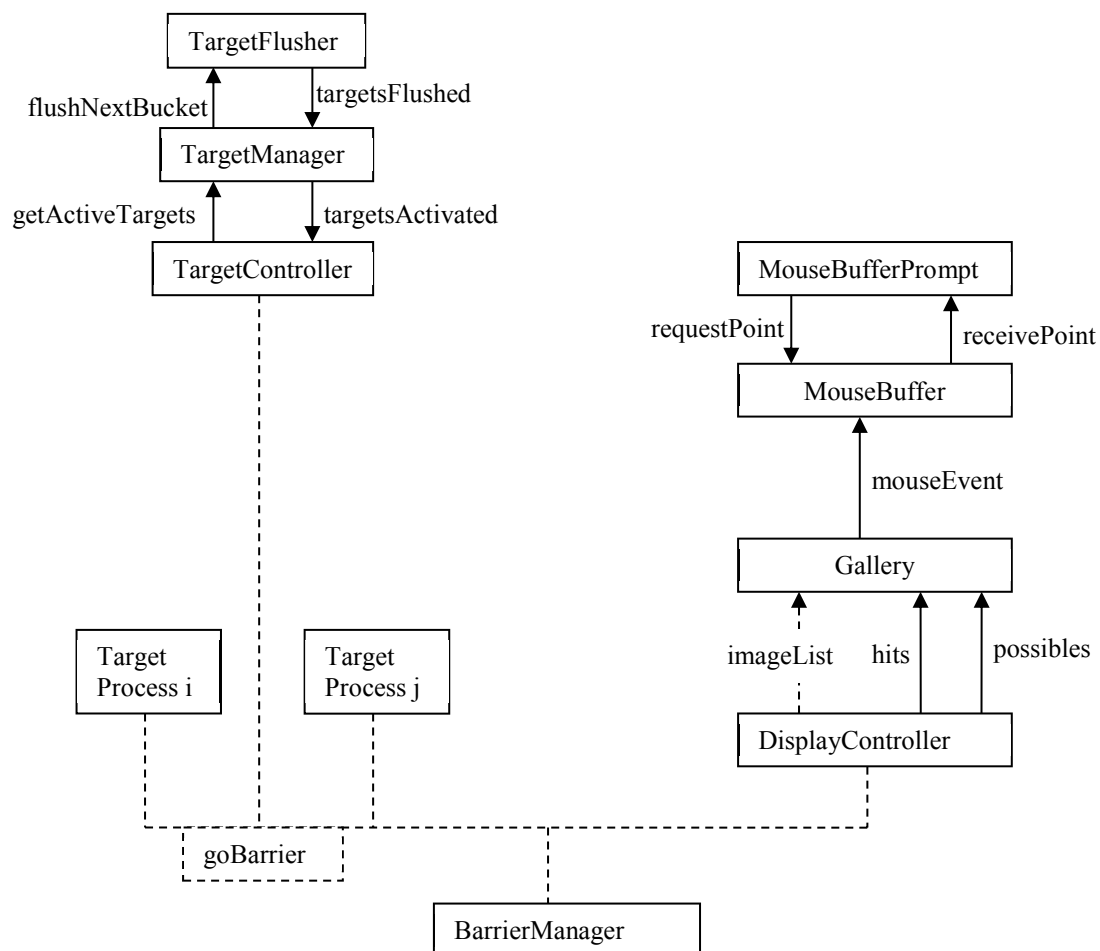 TargetFlusher
flushNextBucket
targetsFlushed
TargetManager
getActiveTargets
targetsActivated
TargetController
MouseBufferPrompt
requestPoint
receivePoint
MouseBuffer
mouseEvent
Gallery
imageList
hits
possibles
Target
Process i
Target
Process j
DisplayController
goBarrier
BarrierManager